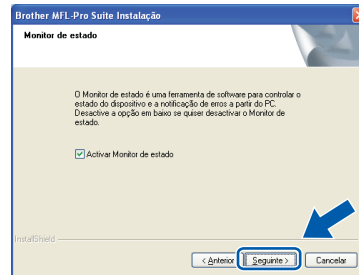 Brother MFL-Pro Suite Instalação
Monitor de estado
O Monitor de estado é uma ferramenta de software para controlar o
estado do dispositivo e a notificação de erros a partir do PC.
Desactive a opção em baixo se quiser desactivar o Monitor de
estado.
Activar Monitor de estado
InstallShield
< Anterior
Seguinte >
Cancelar